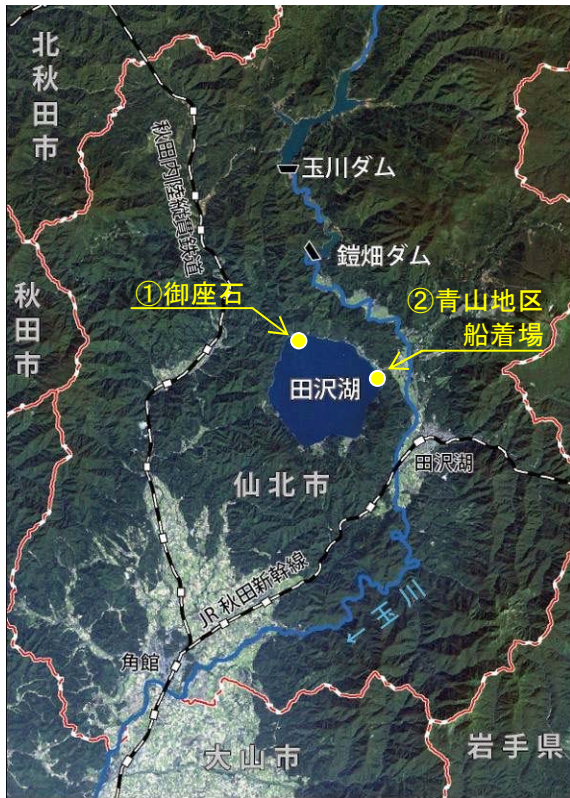 北秋田市
秋田内陸縦貫鉄道
玉川ダム
鎧畑ダム
秋田市
①御座石
②青山地区
船着場
田沢湖
田沢湖
仙北市
JR秋田新幹線
← 玉川
角館
大山市
岩手県